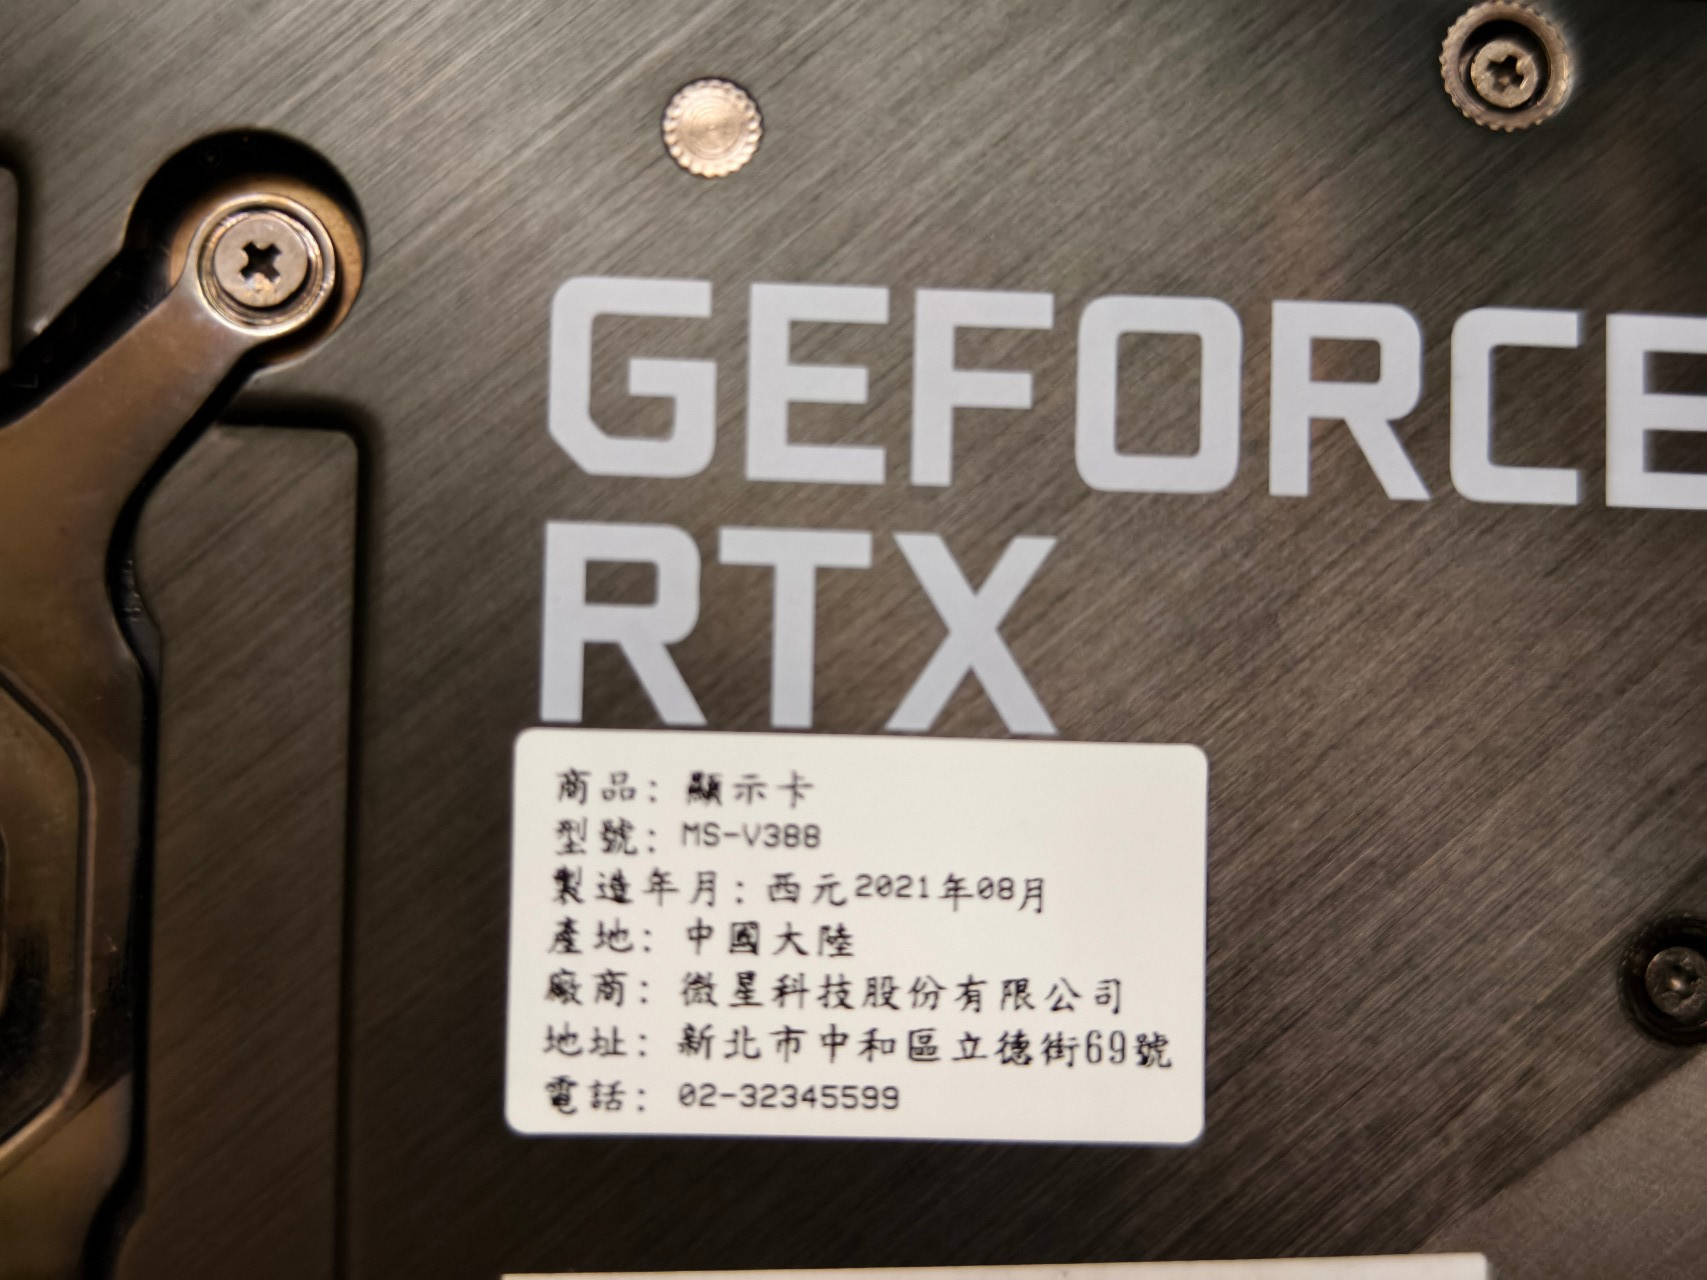 GEFORCE
RTX
商品: 顯示卡
型號: MS-V388
製造年月: 西元2021年08月
產地: 中國大陸
廠商: 微星科技股份有限公司
地址: 新北市中和區立德街69號
電話: 02-32345599